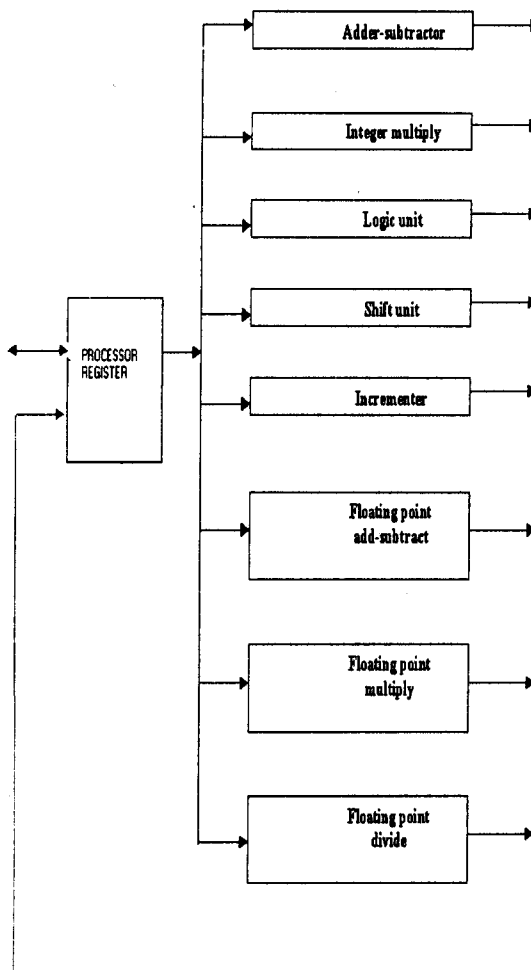 Adder-subtractor
Integer multiply
Logic unit
Shift unit
PROCESSOR
REGISTER
Incrementer
Floating point
add-subtract
Floating point
multiply
Floating point
divide